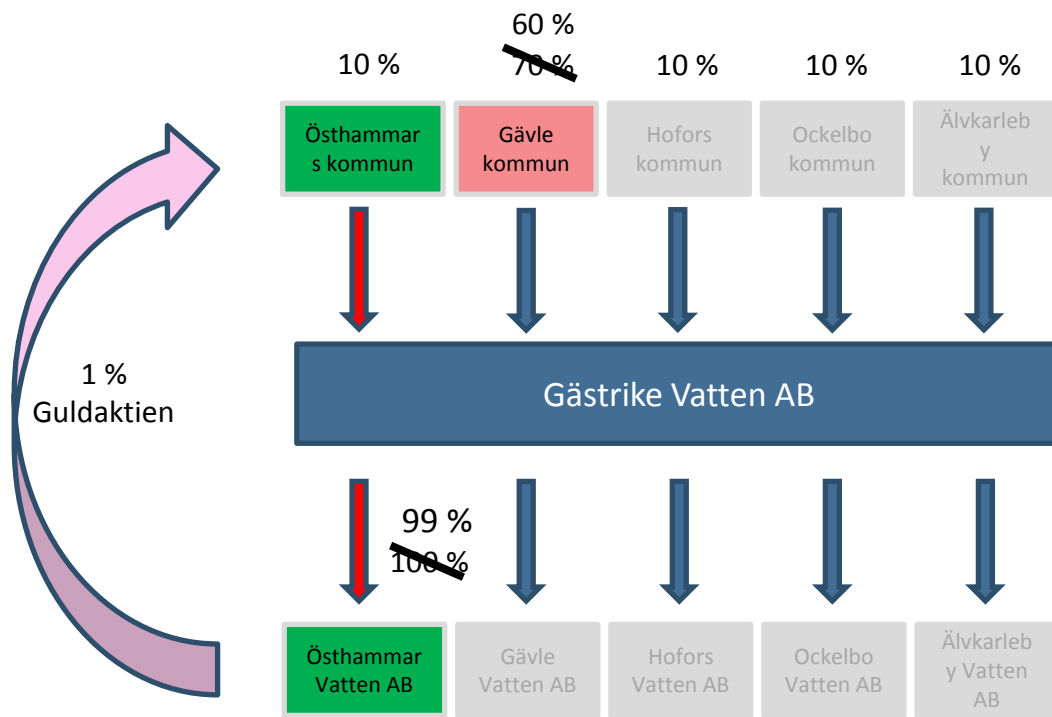 60 %
10 %
70 %
10 %
10 %
10 %
Östhammar
s kommun
Gävle
kommun
Hofors
kommun
Ockelbo
kommun
Älvkarleb
y
kommun
1 %
Guldaktien
Gästrike Vatten AB
99 %
100 %
Östhammar
Vatten AB
Gävle
Vatten AB
Hofors
Vatten AB
Ockelbo
Vatten AB
Älvkarleb
y Vatten
AB